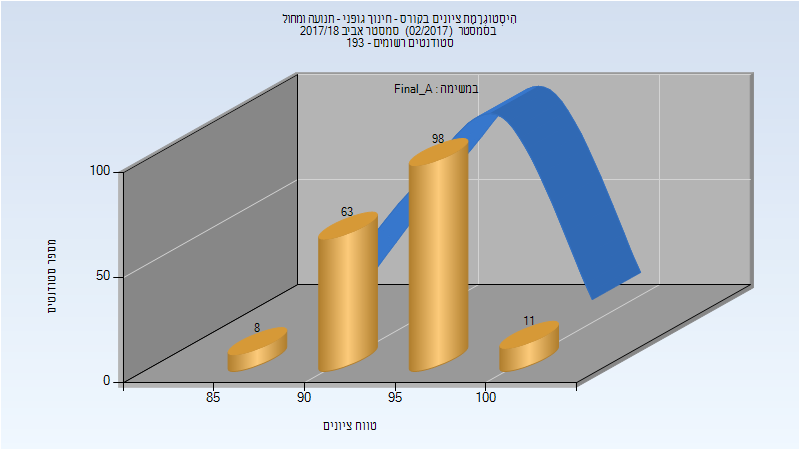 היסטוגרמת ציונים בקורס - חינוך גופני - תנועה ומחול
בסמסטר (02/2017) סמסטר אביב 2017/18
סטודנטים רשומים - 193
במשימה : Final_A
98
63
8
11
100
50
0
מספר סטודנטים
85
90
95
100
טווח ציונים